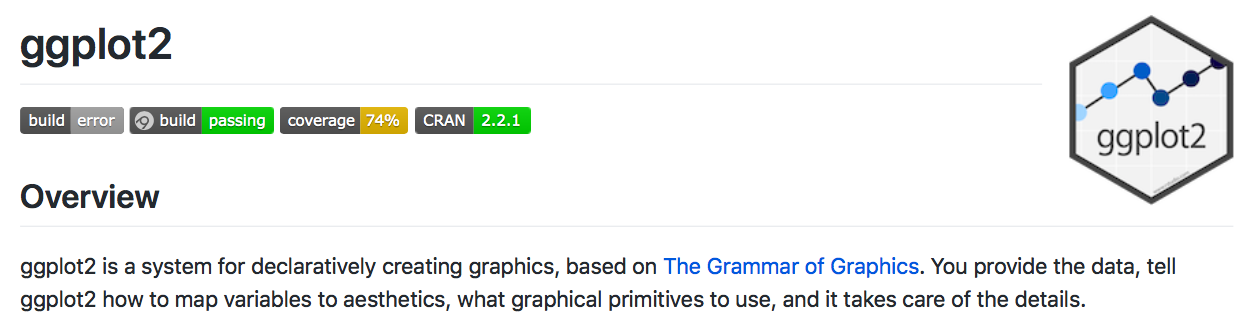 ggplot2
build error build passing coverage 74% CRAN 2.2.1
ggplot2
Overview
ggplot2 is a system for declaratively creating graphics, based on The Grammar of Graphics. You provide the data, tell
ggplot2 how to map variables to aesthetics, what graphical primitives to use, and it takes care of the details.